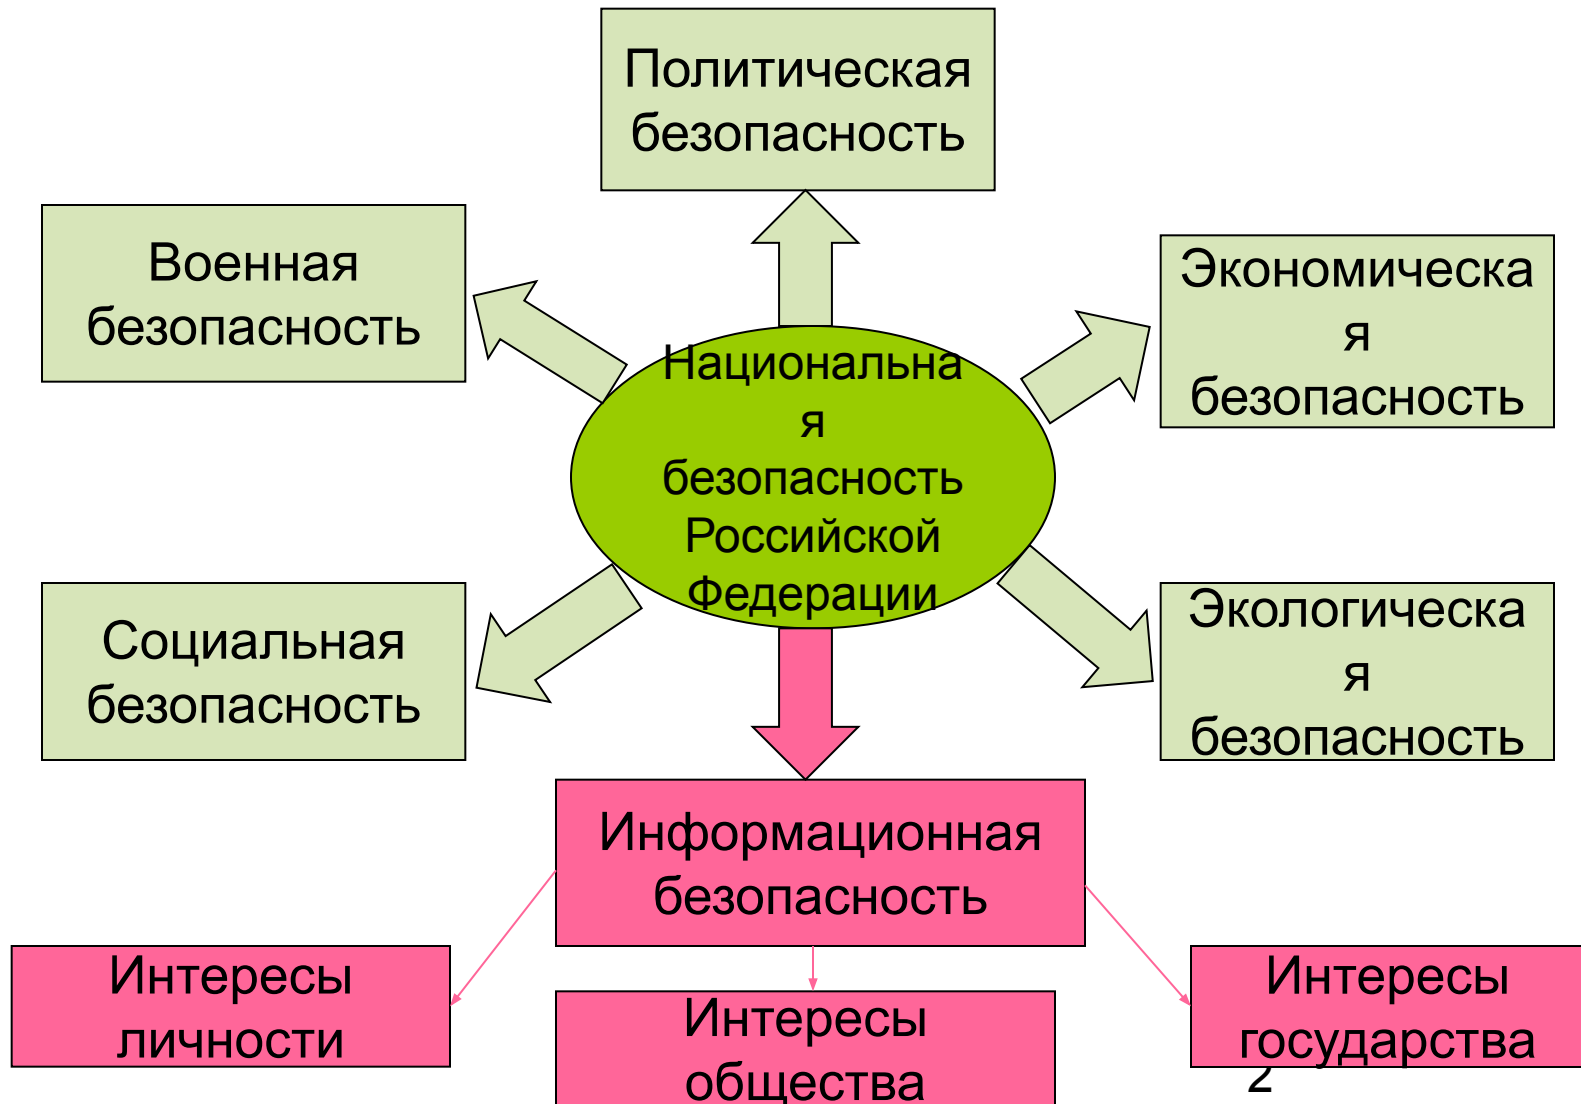 Политическая
безопасность
Военная
безопасность
Экономическа
я
безопасность
Национальна
я
безопасность
Российской
Федерации
Социальная
безопасность
Экологическа
я
безопасность
Информационная
безопасность
Интересы
личности
Интересы
общества
Интересы
государства
2